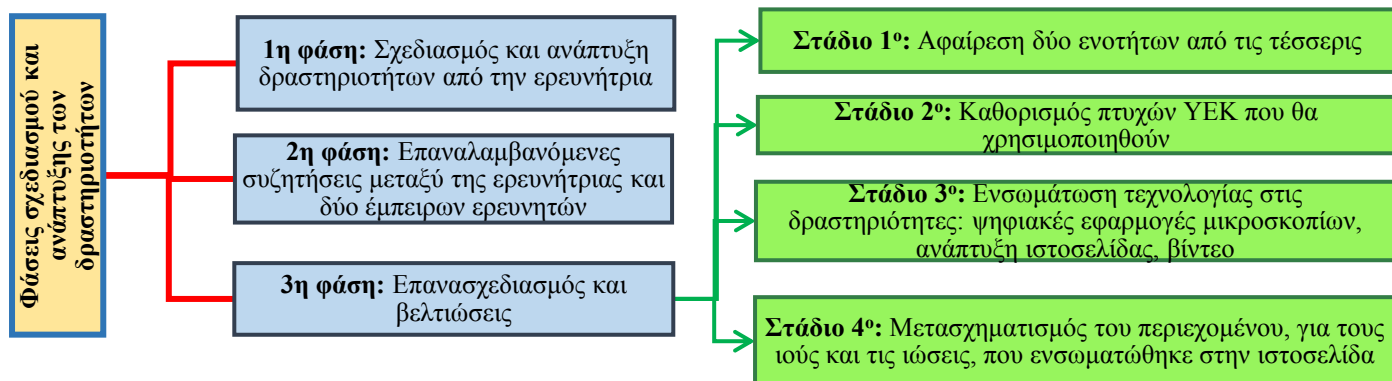 Φάσεις σχεδιασμού και
ανάπτυξης των
δραστηριοτήτων
1η φάση: Σχεδιασμός και ανάπτυξη
δραστηριοτήτων από την ερευνήτρια
2η φάση: Επαναλαμβανόμενες
συζητήσεις μεταξύ της ερευνήτριας και
δύο έμπειρων ερευνητών
3η φάση: Επανασχεδιασμός και
βελτιώσεις
Στάδιο 1ο: Αφαίρεση δύο ενοτήτων από τις τέσσερις
Στάδιο 2ο: Καθορισμός πτυχών ΥΕΚ που θα
χρησιμοποιηθούν
Στάδιο 3ο: Ενσωμάτωση τεχνολογίας στις
δραστηριότητες: ψηφιακές εφαρμογές μικροσκοπίων,
ανάπτυξη ιστοσελίδας, βίντεο
Στάδιο 4ο: Μετασχηματισμός του περιεχομένου, για τους
ιούς και τις ιώσεις, που ενσωματώθηκε στην ιστοσελίδα